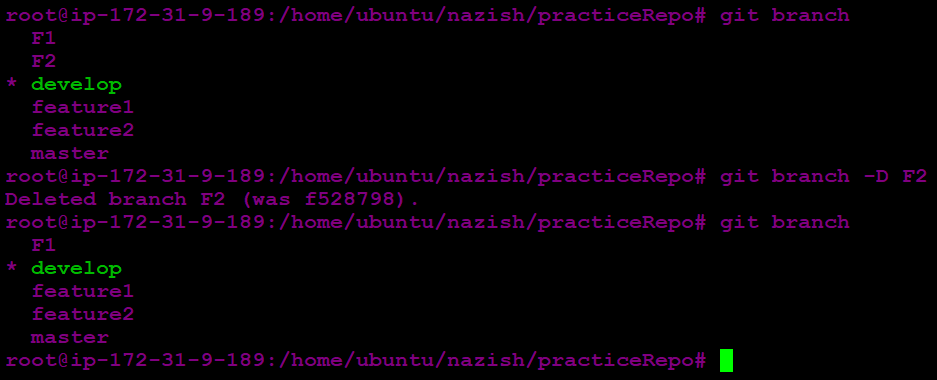 root@ip-172-31-9-189:/home/ubuntu/nazish/practiceRepo# git branch
  F1
  F2
* develop
  feature1
  feature2
  master
root@ip-172-31-9-189:/home/ubuntu/nazish/practiceRepo# git branch -D F2
Deleted branch F2 (was f528798).
root@ip-172-31-9-189:/home/ubuntu/nazish/practiceRepo# git branch
  F1
* develop
  feature1
  feature2
  master
root@ip-172-31-9-189:/home/ubuntu/nazish/practiceRepo#